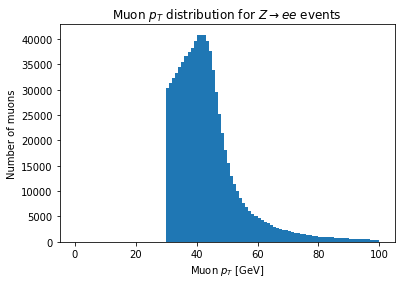 Muon $p_T$ distribution for $Z \rightarrow ee$ events
40000
35000
30000
25000
20000
15000
10000
5000
0
Number of muons
0 20 40 60 80 100
Muon $p_T$ [GeV]